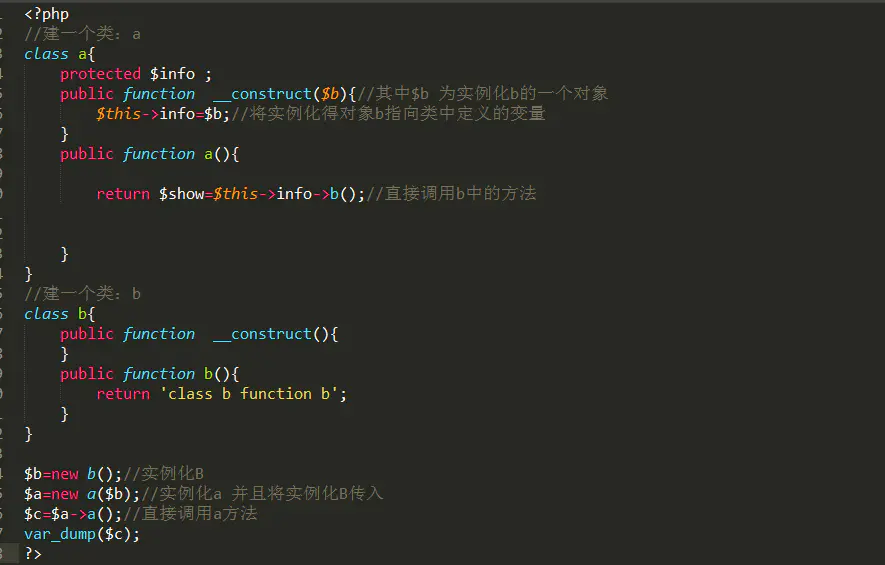 <?php
//建一个类：a
class a{
    protected $info ;
    public function  __construct($b){//其中$b 为实例化b的一个对象
        $this->info=$b;//将实例化得对象b指向类中定义的变量
    }
    public function a(){
        return $show=$this->info->b();//直接调用b中的方法
    }
}
//建一个类：b
class b{
    public function  __construct(){
    }
    public function b(){
        return 'class b function b';
    }
}
$b=new b();//实例化B
$a=new a($b);//实例化a 并且将实例化B传入
$c=$a->a();//直接调用a方法
var_dump($c);
?>